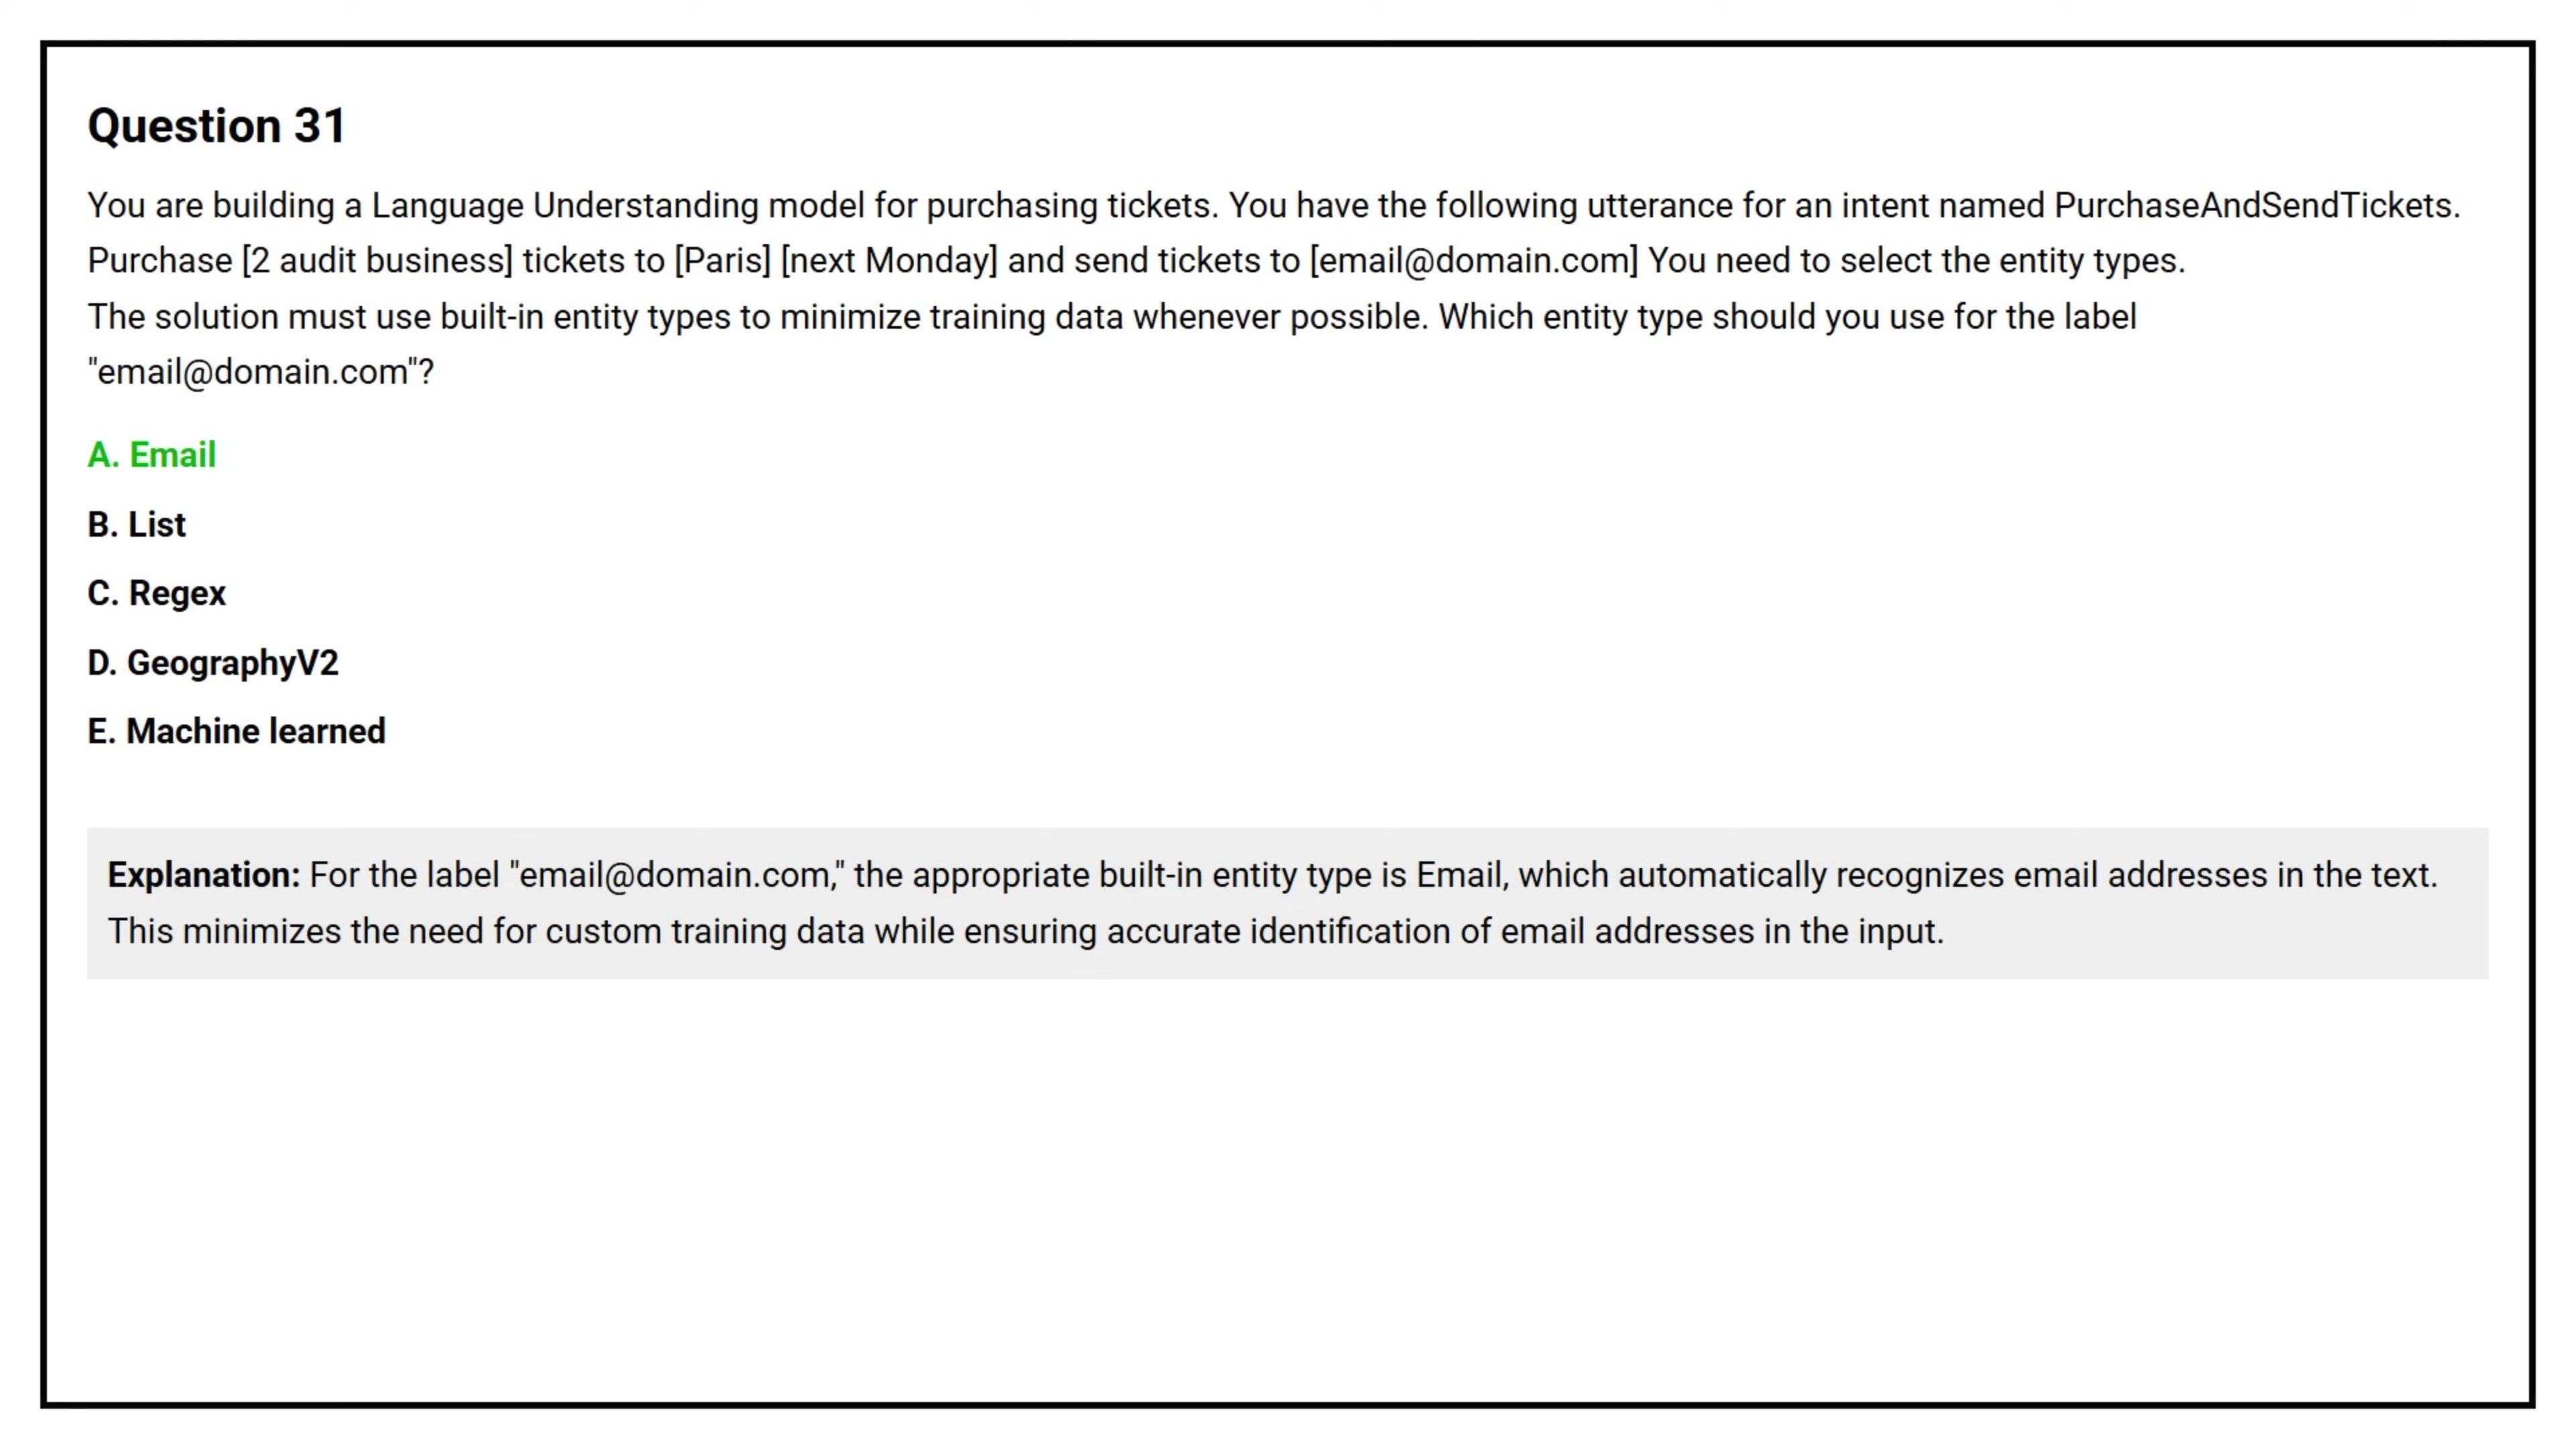 Question 31
You are building a Language Understanding model for purchasing tickets. You have the following utterance for an intent named PurchaseAndSendTickets.
Purchase [2 audit business] tickets to [Paris] [next Monday] and send tickets to [email@domain.com] You need to select the entity types.
The solution must use built-in entity types to minimize training data whenever possible. Which entity type should you use for the label
"email@domain.com"?
A. Email
B. List
C. Regex
D. GeographyV2
E. Machine learned
Explanation: For the label "email@domain.com," the appropriate built-in entity type is Email, which automatically recognizes email addresses in the text.
This minimizes the need for custom training data while ensuring accurate identification of email addresses in the input.